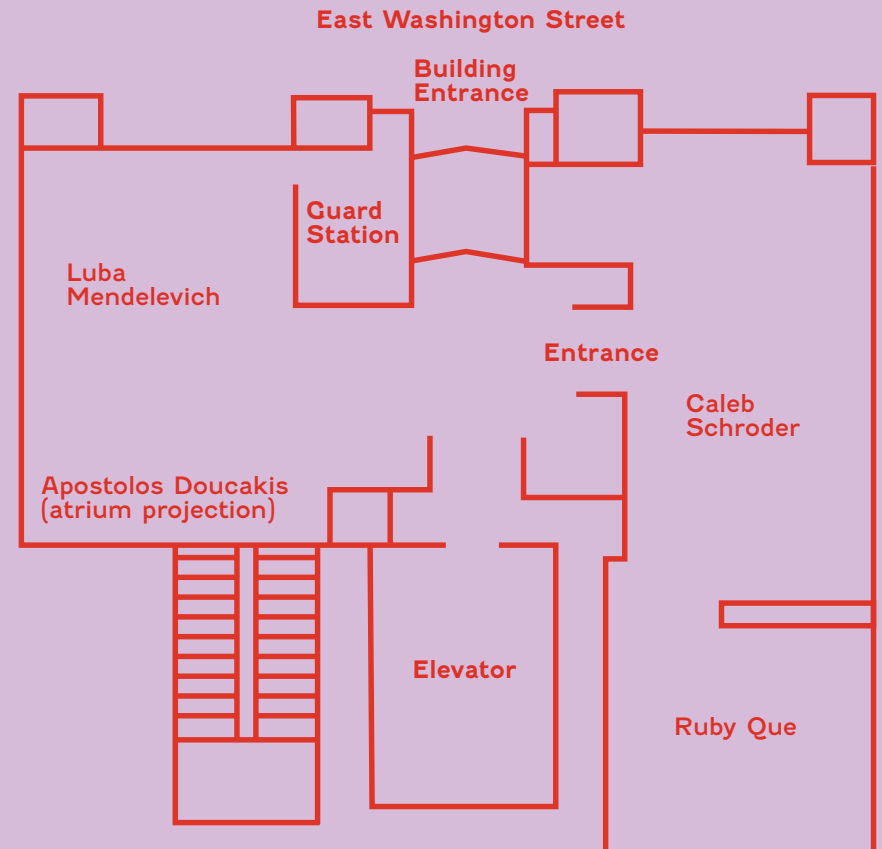 East Washington Street
Building
Entrance
Guard
Station
Luba
Mendelevich
Entrance
Caleb
Schroder
Apostolos Doucakis
(atrium projection)
Elevator
Ruby Que